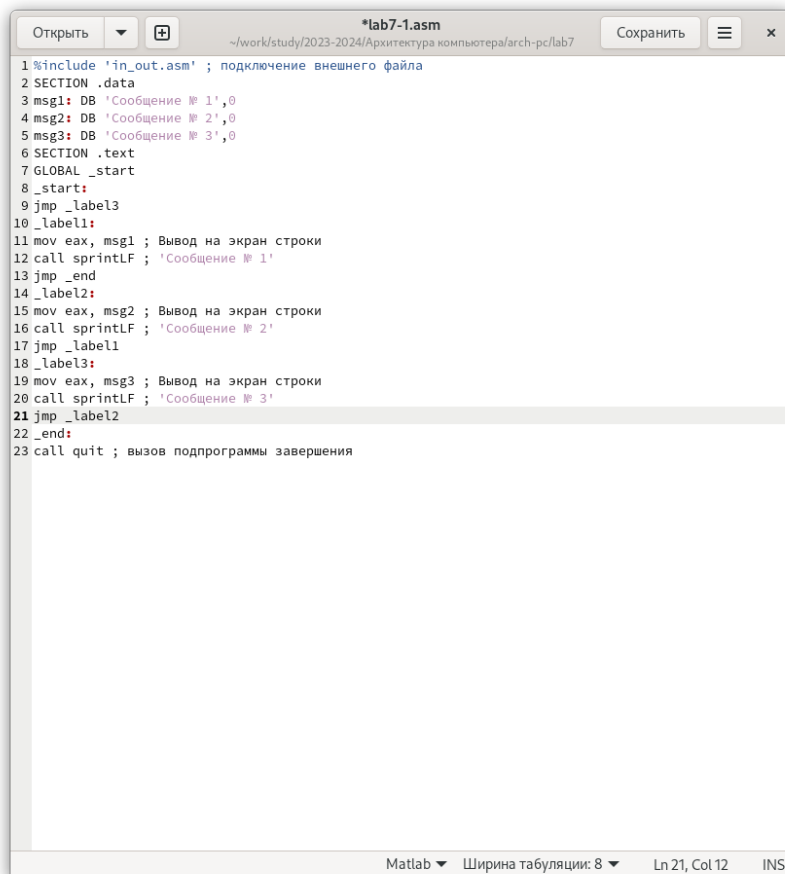 Открыть
*lab7-1.asm
~/work/study/2023-2024/Архитектура компьютера/arch-pc/lab7
Сохранить
1 %include 'in_out.asm' ; подключение внешнего файла
2 SECTION .data
3 msg1: DB 'Сообщение № 1',0
4 msg2: DB 'Сообщение № 2',0
5 msg3: DB 'Сообщение № 3',0
6 SECTION .text
7 GLOBAL _start
8 _start:
9 jmp _label3
10 _label1:
11 mov eax, msg1 ; Вывод на экран строки
12 call sprintLF ; 'Сообщение № 1'
13 jmp _end
14 _label2:
15 mov eax, msg2 ; Вывод на экран строки
16 call sprintLF ; 'Сообщение № 2'
17 jmp _label1
18 _label3:
19 mov eax, msg3 ; Вывод на экран строки
20 call sprintLF ; 'Сообщение № 3'
21 jmp _label2
22 _end:
23 call quit ; вызов подпрограммы завершения
Matlab Ширина табуляции: 8 Ln 21, Col 12 INS